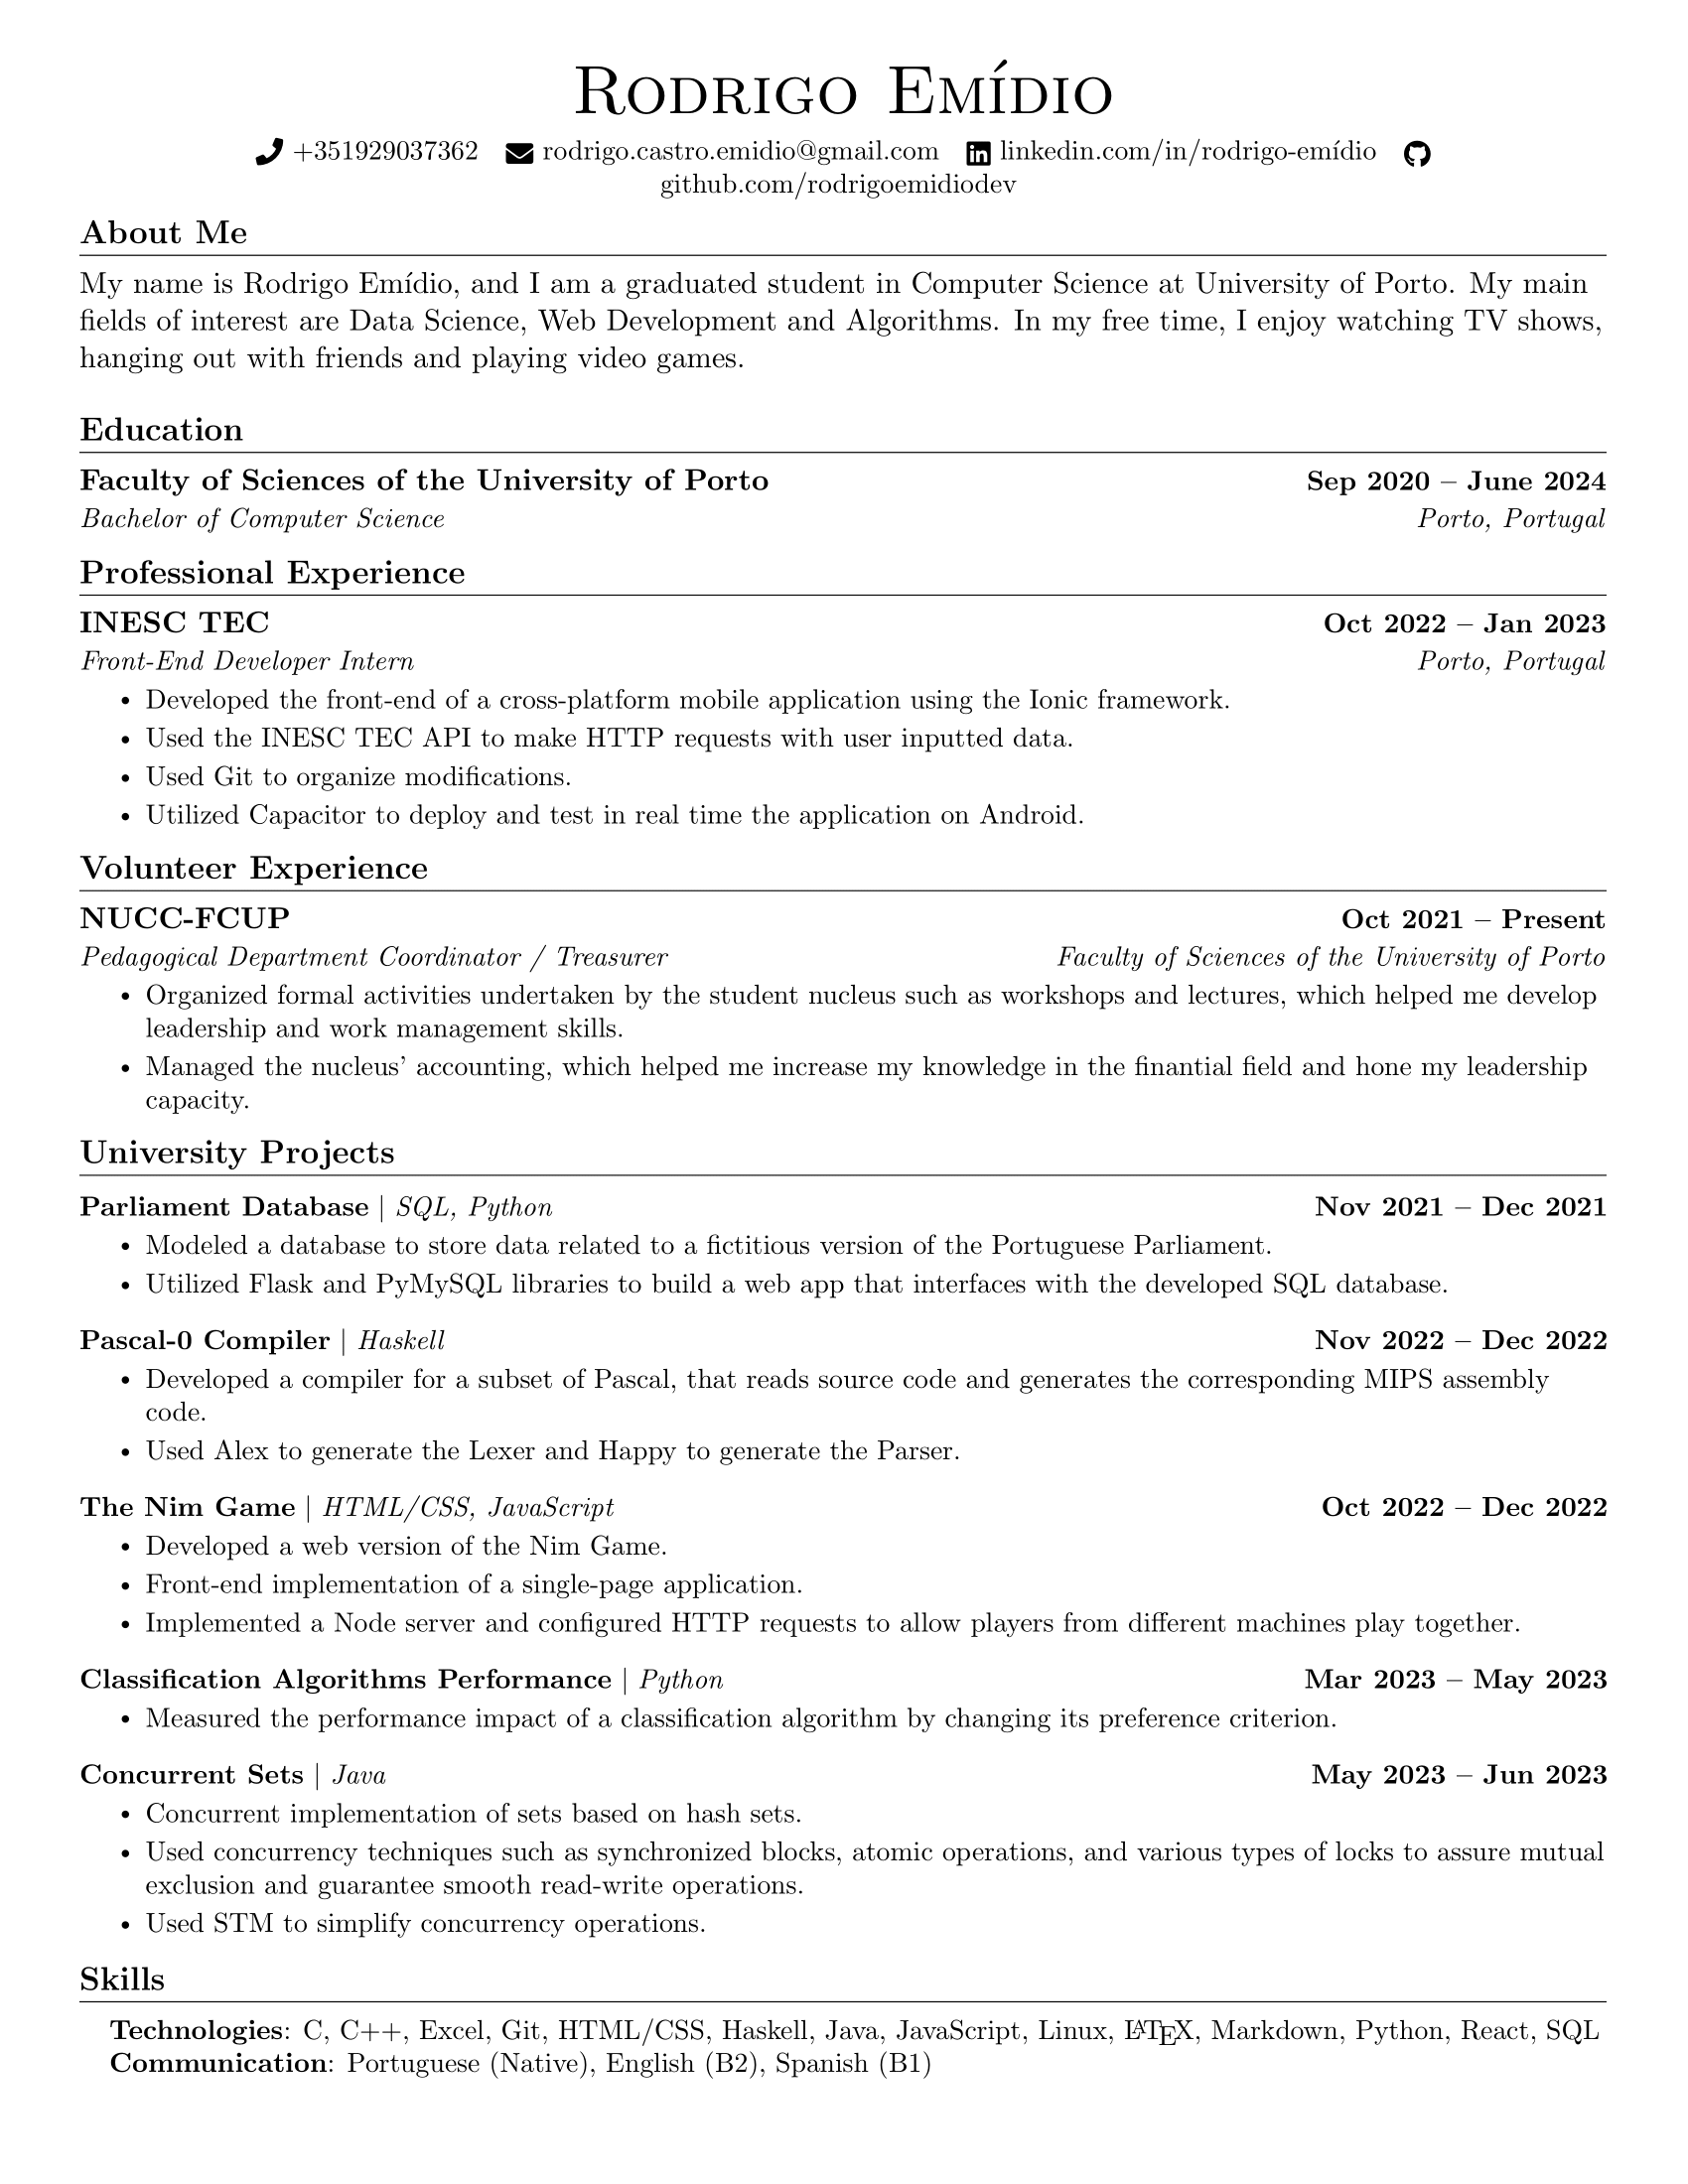 Rodrigo Emídio
+351929037362 rodrigo.castro.emidio@gmail.com linkedin.com/in/rodrigo-emídio
github.com/rodrigoemidiodev
About Me
My name is Rodrigo Emídio, and I am a graduated student in Computer Science at University of Porto. My main
fields of interest are Data Science, Web Development and Algorithms. In my free time, I enjoy watching TV shows,
hanging out with friends and playing video games.
Education
Faculty of Sciences of the University of Porto Sep 2020 – June 2024
Bachelor of Computer Science Porto, Portugal
Professional Experience
INESC TEC Oct 2022 – Jan 2023
Front-End Developer Intern Porto, Portugal
• Developed the front-end of a cross-platform mobile application using the Ionic framework.
• Used the INESC TEC API to make HTTP requests with user inputted data.
• Used Git to organize modifications.
• Utilized Capacitor to deploy and test in real time the application on Android.
Volunteer Experience
NUCC-FCUP Oct 2021 – Present
Pedagogical Department Coordinator / Treasurer Faculty of Sciences of the University of Porto
• Organized formal activities undertaken by the student nucleus such as workshops and lectures, which helped me develop
leadership and work management skills.
• Managed the nucleus' accounting, which helped me increase my knowledge in the finantial field and hone my leadership
capacity.
University Projects
Parliament Database | SQL, Python Nov 2021 – Dec 2021
• Modeled a database to store data related to a fictitious version of the Portuguese Parliament.
• Utilized Flask and PyMySQL libraries to build a web app that interfaces with the developed SQL database.
Pascal-0 Compiler | Haskell Nov 2022 – Dec 2022
• Developed a compiler for a subset of Pascal, that reads source code and generates the corresponding MIPS assembly
code.
• Used Alex to generate the Lexer and Happy to generate the Parser.
The Nim Game | HTML/CSS, JavaScript Oct 2022 – Dec 2022
• Developed a web version of the Nim Game.
• Front-end implementation of a single-page application.
• Implemented a Node server and configured HTTP requests to allow players from different machines play together.
Classification Algorithms Performance | Python Mar 2023 – May 2023
• Measured the performance impact of a classification algorithm by changing its preference criterion.
Concurrent Sets | Java May 2023 – Jun 2023
• Concurrent implementation of sets based on hash sets.
• Used concurrency techniques such as synchronized blocks, atomic operations, and various types of locks to assure mutual
exclusion and guarantee smooth read-write operations.
• Used STM to simplify concurrency operations.
Skills
Technologies: C, C++, Excel, Git, HTML/CSS, Haskell, Java, JavaScript, Linux, LATEX, Markdown, Python, React, SQL
Communication: Portuguese (Native), English (B2), Spanish (B1)